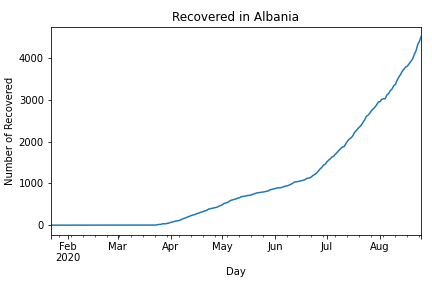 Recovered in Albania
Number of Recovered
4000
3000
2000
1000
0
Feb
2020
Mar
Apr
May
Jun
Jul
Aug
Day